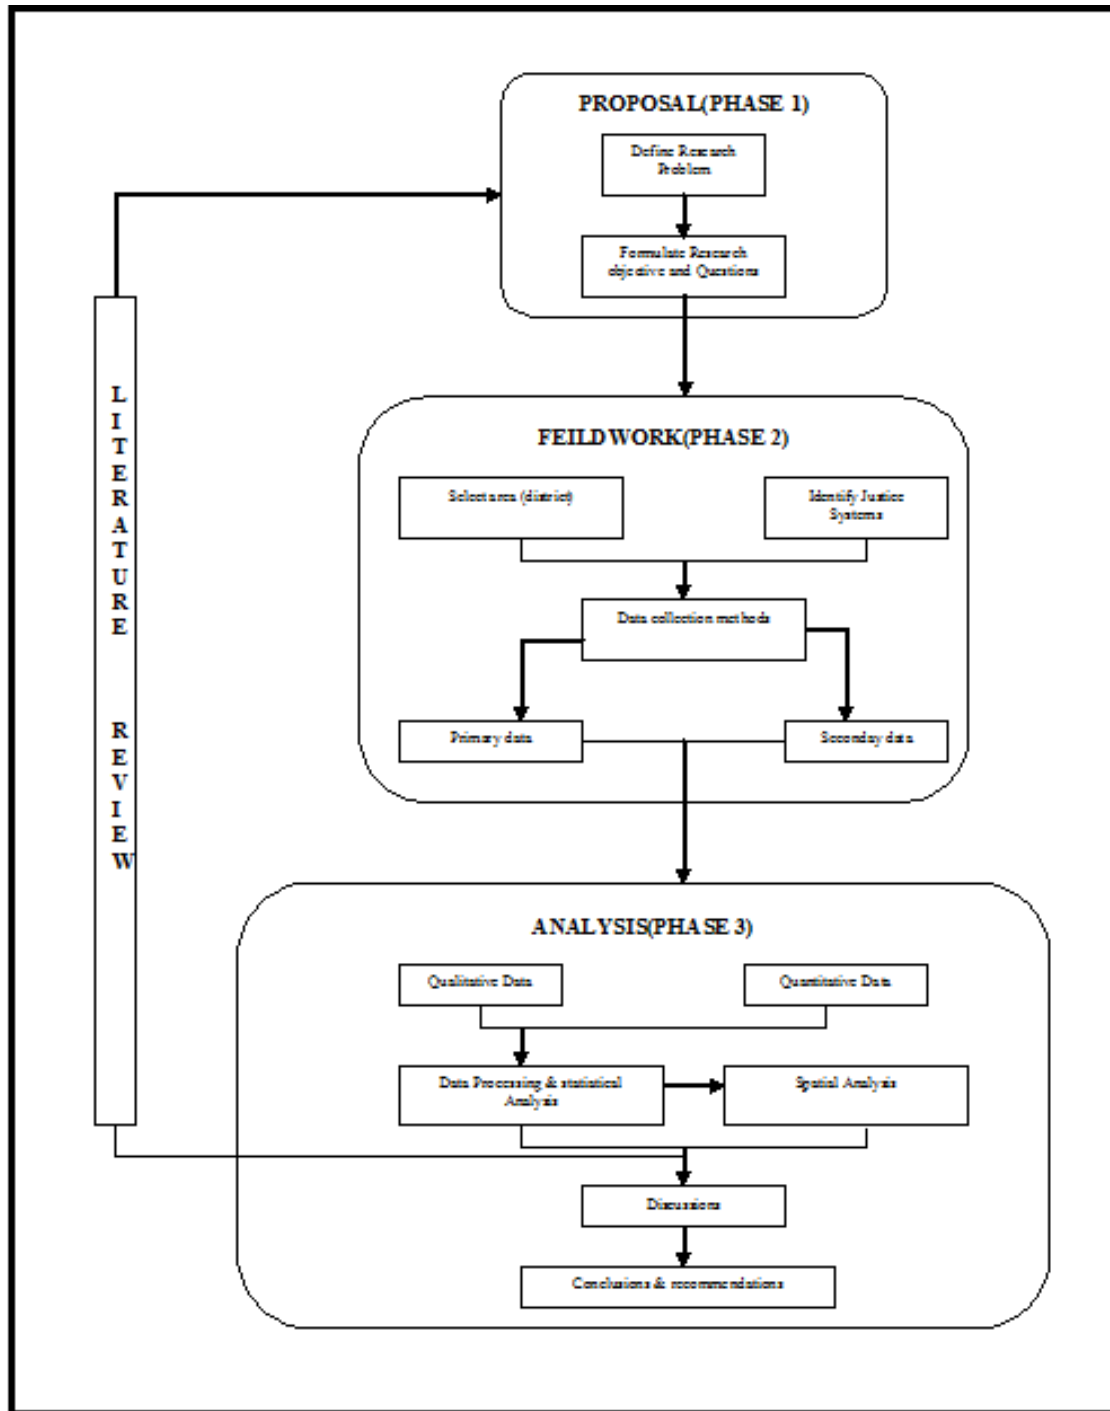 PROPOSAL(PHASE 1)
Define Research
Problem
Formulate Research
objective and Questions
LITERATURE REVIEW
FEILDWORK(PHASE 2)
Select area (district)
Identify Justice
Systems
Data collection methods
Primary data
Seconday data
ANALYSIS(PHASE 3)
Qualitative Data
Quantitative Data
Data Processing & statistical
Analysis
Spatial Analysis
Discussions
Conclusions & recommendations